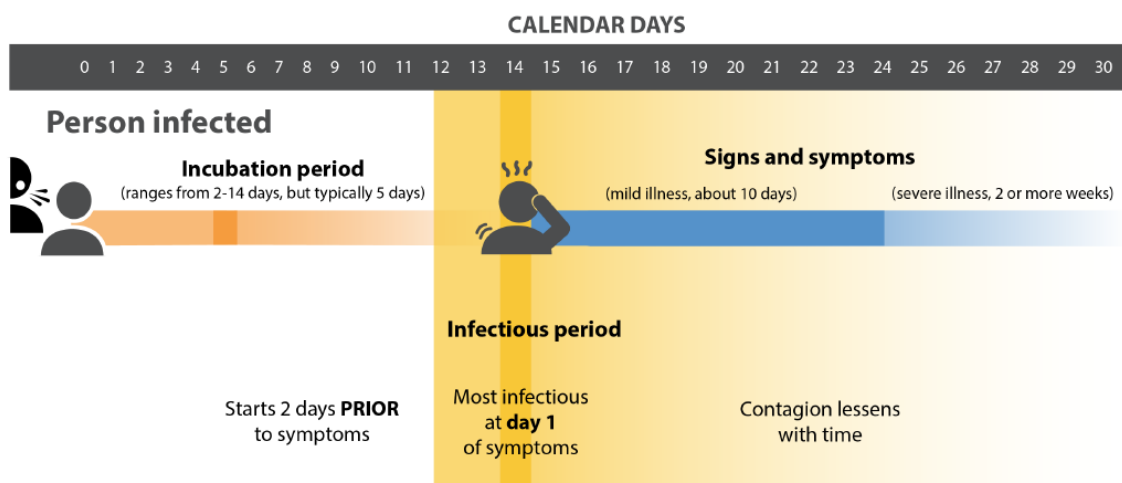 CALENDAR DAYS
0 1 2 3 4 5 6 7 8 9 10 11 12 13 14 15 16 17 18 19 20 21 22 23 24 25 26 27 28 29 30
Person infected
Incubation period
(ranges from 2-14 days, but typically 5 days)
Signs and symptoms
(mild illness, about 10 days)
(severe illness, 2 or more weeks)
Infectious period
Starts 2 days PRIOR
to symptoms
Most infectious
at day 1
of symptoms
Contagion lessens
with time